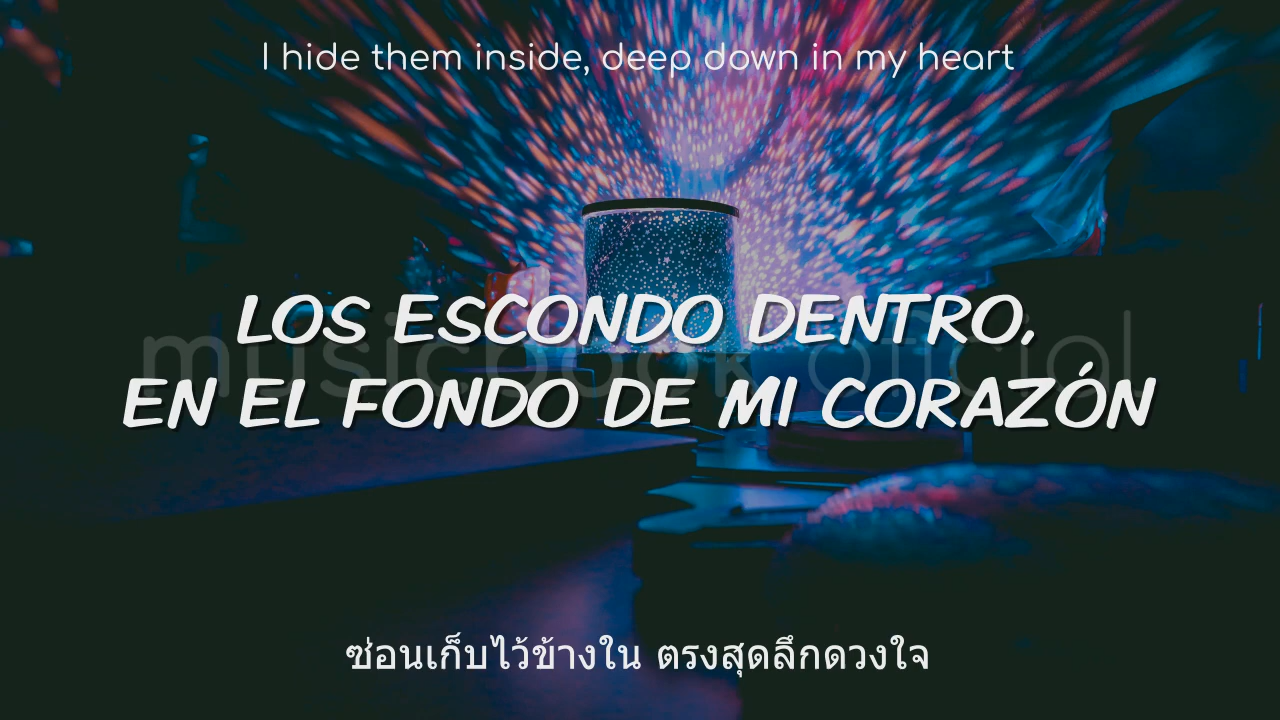 I hide them inside, deep down in my heart
LOS ESCONDO DENTRO,
musicbook oficial
EN EL FONDO DE MI CORAZÓN
ซ่อนเก็บไว้ข้างใน ตรงสุดลึกดวงใจ